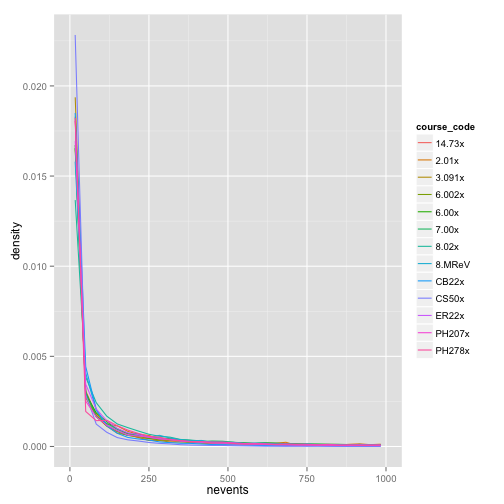 0.020
0.015
0.010
0.005
0.000
density
0
250
500
750
1000
nevents
course_code
14.73x
2.01x
3.091x
6.002x
6.00x
7.00x
8.02x
8.MReV
CB22x
CS50x
ER22x
PH207x
PH278x